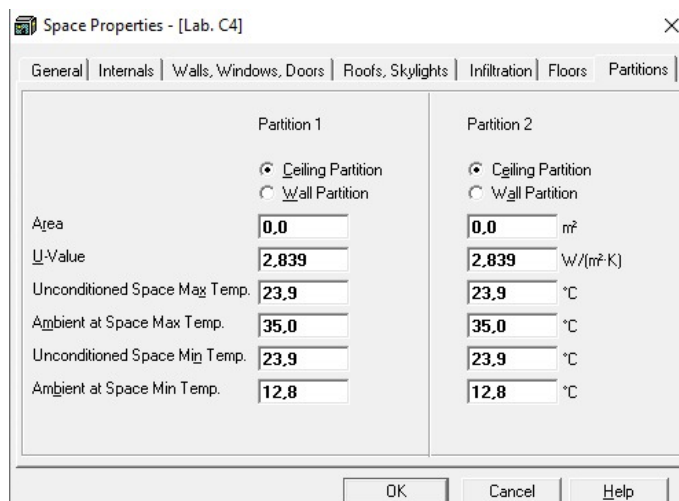 Space Properties - [Lab. C4]
General Internals Walls, Windows, Doors Roofs, Skylights Infiltration Floors Partitions
Partition 1 Partition 2
Ceiling Partition Ceiling Partition
Wall Partition Wall Partition
Area 0,0 0,0 m²
U-Value 2,839 2,839 W/(m²·K)
Unconditioned Space Max Temp. 23,9 23,9 °C
Ambient at Space Max Temp. 35,0 35,0 °C
Unconditioned Space Min Temp. 23,9 23,9 °C
Ambient at Space Min Temp. 12,8 12,8 °C
OK Cancel Help